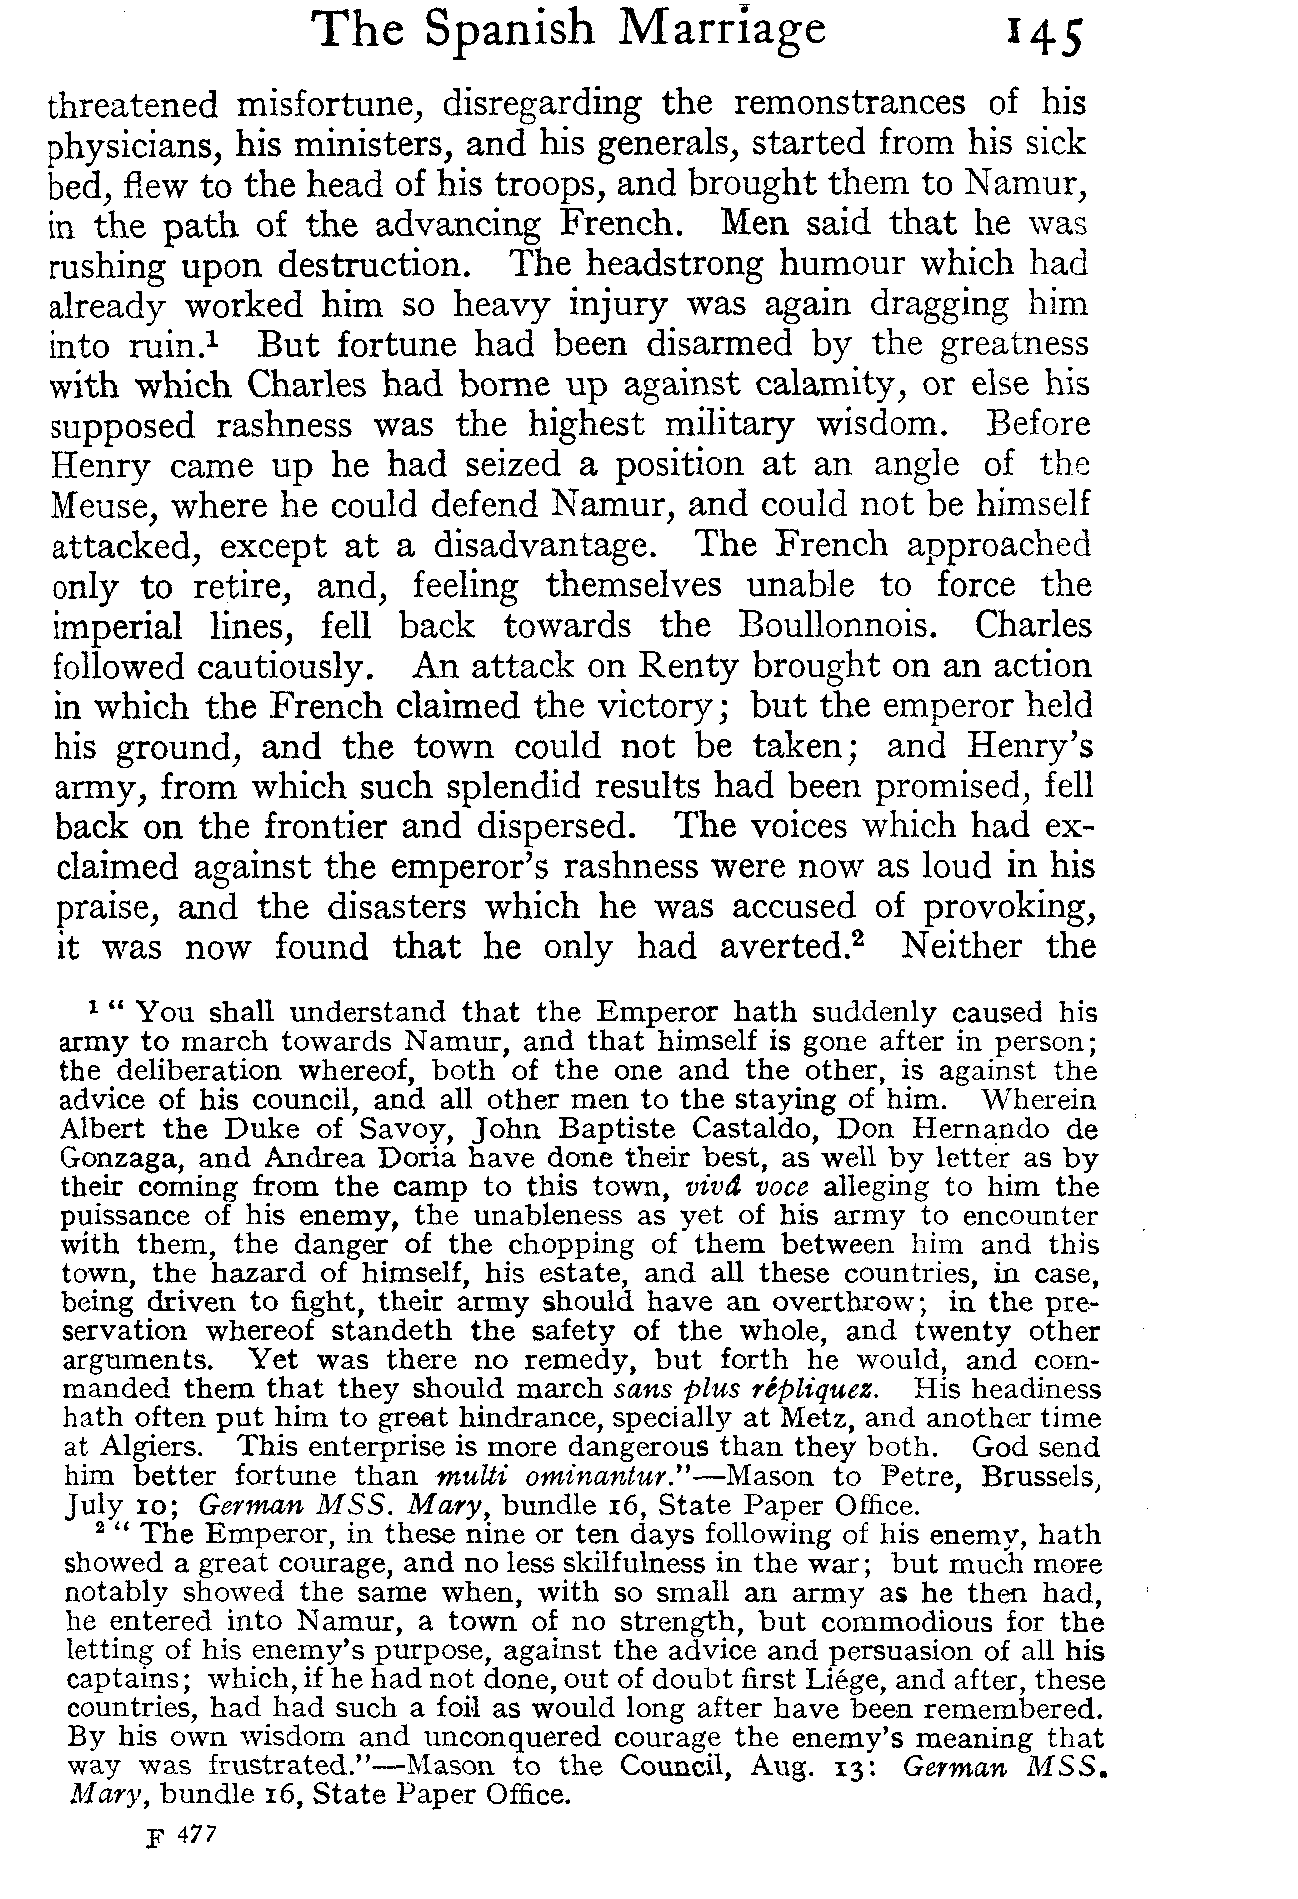 The Spanish Marriage 145
threatened misfortune, disregarding the remonstrances of his
physicians, his ministers, and his generals, started from his sick
bed, flew to the head of his troops, and brought them to Namur,
in the path of the advancing French. Men said that he was
rushing upon destruction. The headstrong humour which had
already worked him so heavy injury was again dragging him
into ruin.¹ But fortune had been disarmed by the greatness
with which Charles had borne up against calamity, or else his
supposed rashness was the highest military wisdom. Before
Henry came up he had seized a position at an angle of the
Meuse, where he could defend Namur, and could not be himself
attacked, except at a disadvantage. The French approached
only to retire, and, feeling themselves unable to force the
imperial lines, fell back towards the Boullonnois. Charles
followed cautiously. An attack on Renty brought on an action
in which the French claimed the victory; but the emperor held
his ground, and the town could not be taken; and Henry's
army, from which such splendid results had been promised, fell
back on the frontier and dispersed. The voices which had ex-
claimed against the emperor's rashness were now as loud in his
praise, and the disasters which he was accused of provoking,
it was now found that he only had averted.² Neither the
¹ " You shall understand that the Emperor hath suddenly caused his
army to march towards Namur, and that himself is gone after in person;
the deliberation whereof, both of the one and the other, is against the
advice of his council, and all other men to the staying of him. Wherein
Albert the Duke of Savoy, John Baptiste Castaldo, Don Hernando de
Gonzaga, and Andrea Doria have done their best, as well by letter as by
their coming from the camp to this town, vivâ voce alleging to him the
puissance of his enemy, the unableness as yet of his army to encounter
with them, the danger of the chopping of them between him and this
town, the hazard of himself, his estate, and all these countries, in case,
being driven to fight, their army should have an overthrow; in the pre-
servation whereof standeth the safety of the whole, and twenty other
arguments. Yet was there no remedy, but forth he would, and com-
manded them that they should march sans plus répliquez. His headiness
hath often put him to great hindrance, specially at Metz, and another time
at Algiers. This enterprise is more dangerous than they both. God send
him better fortune than multi ominantur."—Mason to Petre, Brussels,
July 10; German MSS. Mary, bundle 16, State Paper Office.
² " The Emperor, in these nine or ten days following of his enemy, hath
showed a great courage, and no less skilfulness in the war; but much more
notably showed the same when, with so small an army as he then had,
he entered into Namur, a town of no strength, but commodious for the
letting of his enemy's purpose, against the advice and persuasion of all his
captains; which, if he had not done, out of doubt first Liége, and after, these
countries, had had such a foil as would long after have been remembered.
By his own wisdom and unconquered courage the enemy's meaning that
way was frustrated."—Mason to the Council, Aug. 13: German MSS.
Mary, bundle 16, State Paper Office.
F 477